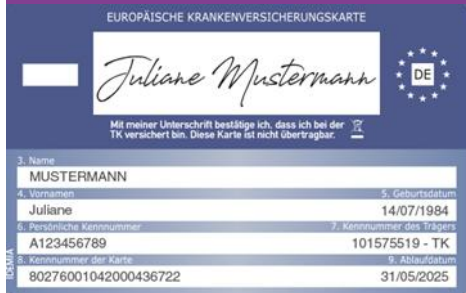 EUROPÄISCHE KRANKENVERSICHERUNGSKARTE
Juliane Mustermann
DE
Mit meiner Unterschrift bestätige ich, dass ich bei der
TK versichert bin. Diese Karte ist nicht übertragbar.
3. Name
MUSTERMANN
4. Vornamen 5. Geburtsdatum
Juliane 14/07/1984
6. Persönliche Kennnummer 7. Kennnummer des Trägers
A123456789 101575519 - TK
8. Kennnummer der Karte 9. Ablaufdatum
80276001042000436722 31/05/2025
IDEMIA